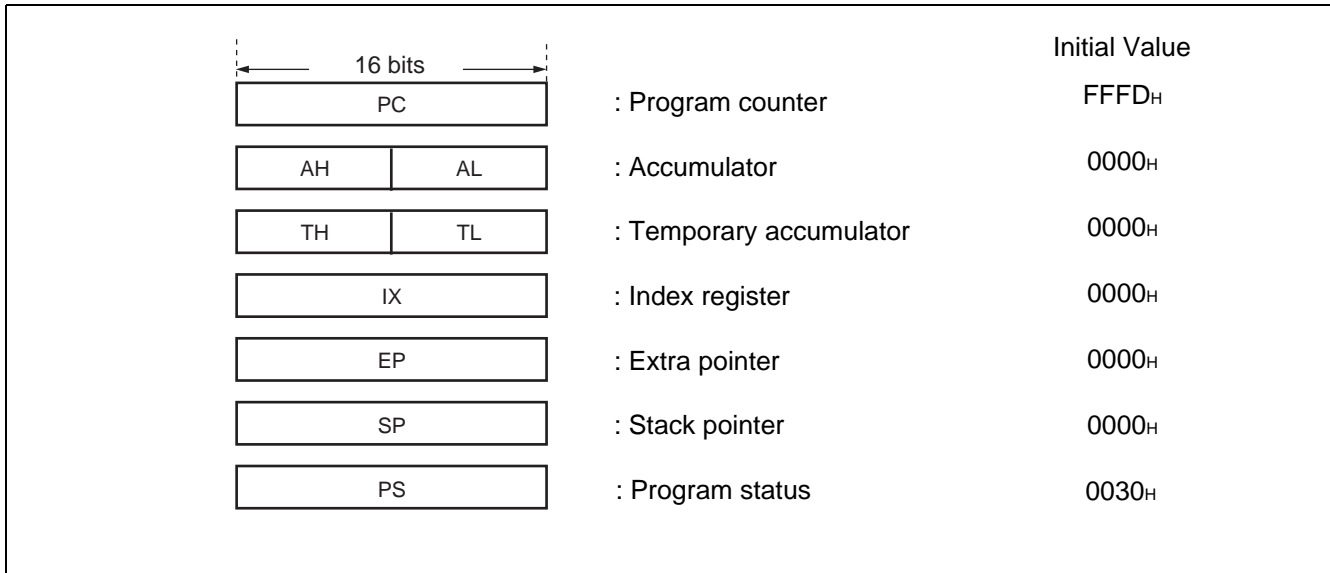 16 bits
Initial Value
PC : Program counter FFFDH
AH AL : Accumulator 0000H
TH TL : Temporary accumulator 0000H
IX : Index register 0000H
EP : Extra pointer 0000H
SP : Stack pointer 0000H
PS : Program status 0030H